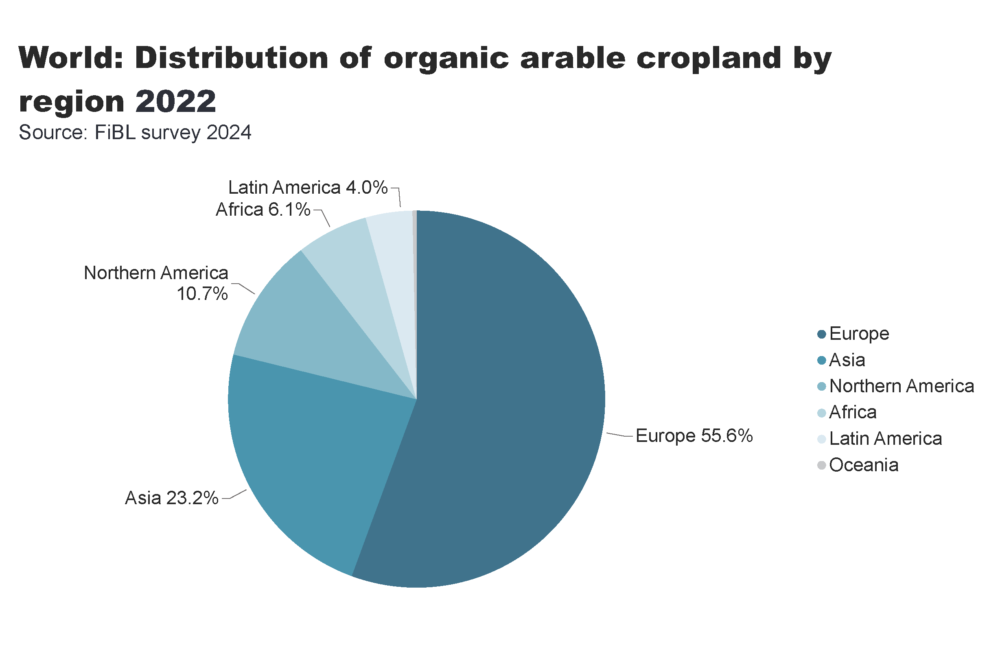 World: Distribution of organic arable cropland by
region 2022
Source: FiBL survey 2024
Latin America 4.0%
Africa 6.1%
Northern America
10.7%
Europe 55.6%
Asia 23.2%
Europe
Asia
Northern America
Africa
Latin America
Oceania